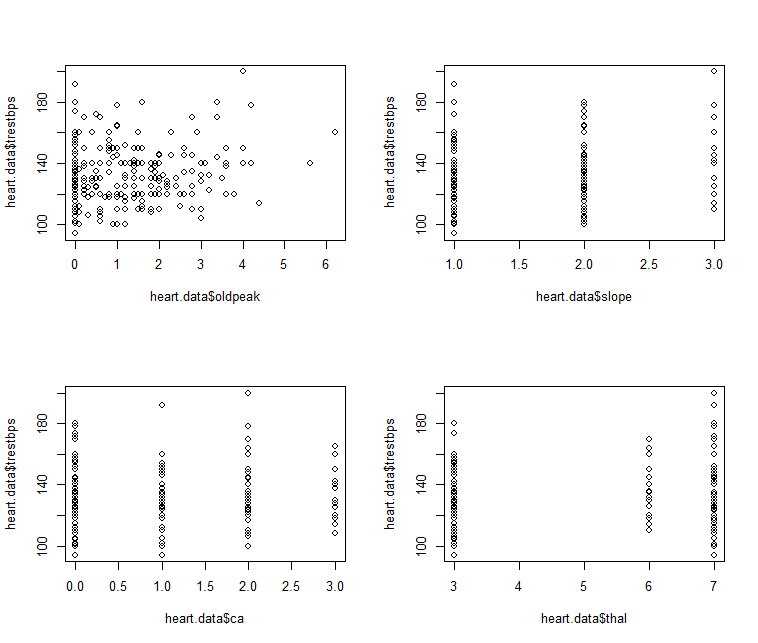 heart.data$trestbps
100 140 180
0 1 2 3 4 5 6
heart.data$oldpeak
heart.data$trestbps
100 140 180
1.0 1.5 2.0 2.5 3.0
heart.data$slope
heart.data$trestbps
100 140 180
0.0 0.5 1.0 1.5 2.0 2.5 3.0
heart.data$ca
heart.data$trestbps
100 140 180
3 4 5 6 7
heart.data$thal